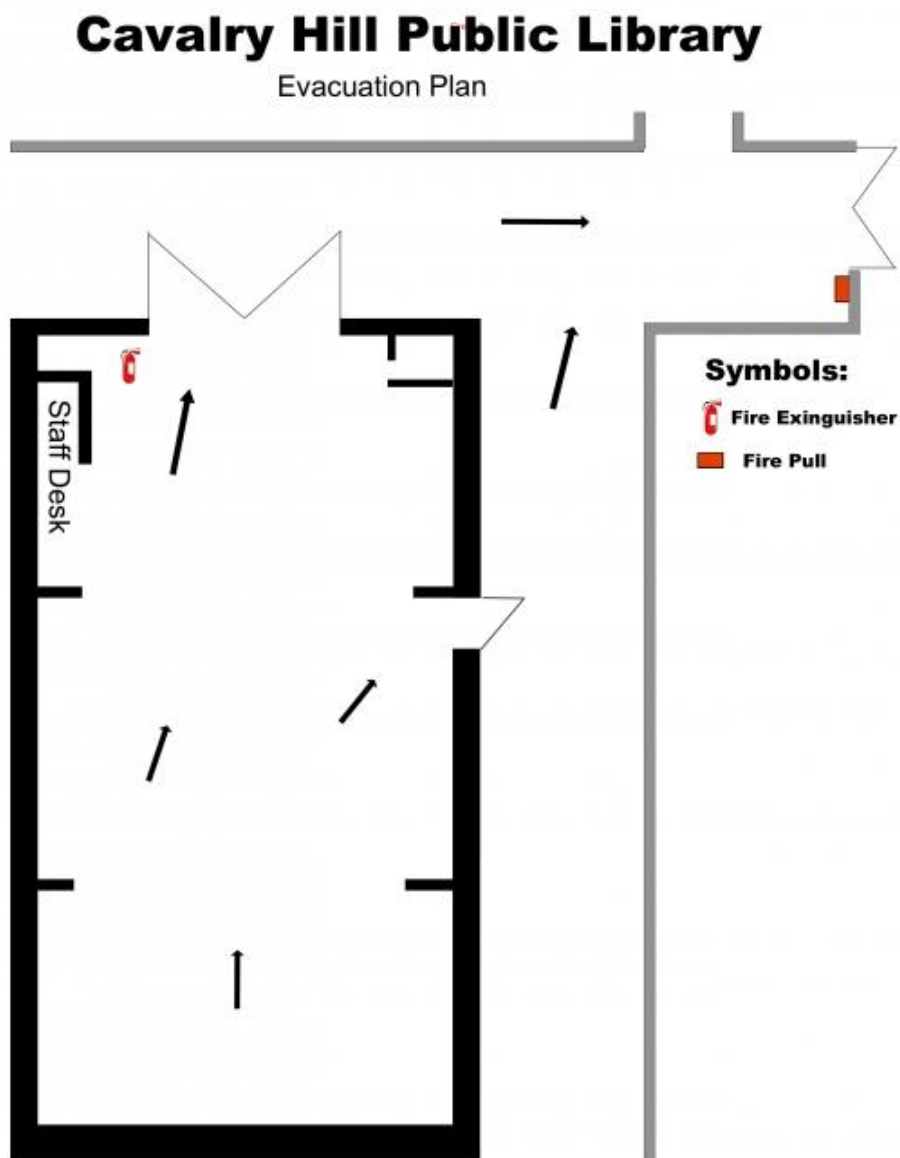 Cavalry Hill Public Library
Evacuation Plan
Symbols:
Fire Exinguisher
Fire Pull
Staff Desk